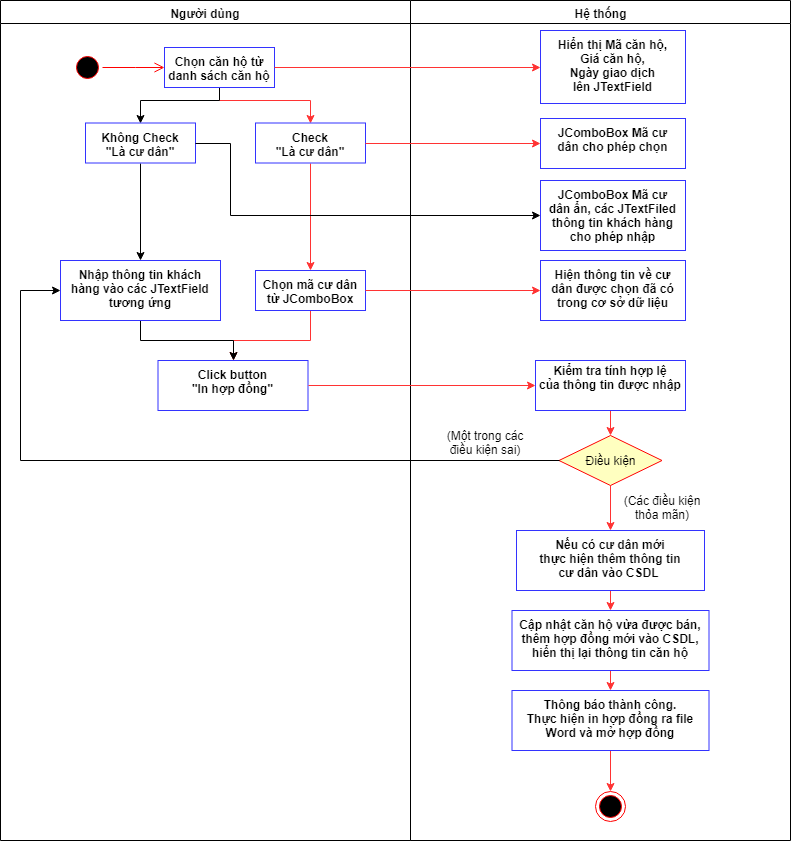 Người dùng
Hệ thống
Chọn căn hộ từ
danh sách căn hộ
Hiển thị Mã căn hộ,
Giá căn hộ,
Ngày giao dịch
lên JTextField
Không Check
"Là cư dân"
Check
"Là cư dân"
JComboBox Mã cư
dân cho phép chọn
JComboBox Mã cư
dân ẩn, các JTextFiled
thông tin khách hàng
cho phép nhập
Nhập thông tin khách
hàng vào các JTextField
tương ứng
Chọn mã cư dân
từ JComboBox
Hiện thông tin về cư
dân được chọn đã có
trong cơ sở dữ liệu
Click button
"In hợp đồng"
Kiểm tra tính hợp lệ
của thông tin được nhập
(Một trong các
điều kiện sai)
Điều kiện
(Các điều kiện
thỏa mãn)
Nếu có cư dân mới
thực hiện thêm thông tin
cư dân vào CSDL
Cập nhật căn hộ vừa được bán,
thêm hợp đồng mới vào CSDL,
hiển thị lại thông tin căn hộ
Thông báo thành công.
Thực hiện in hợp đồng ra file
Word và mở hợp đồng